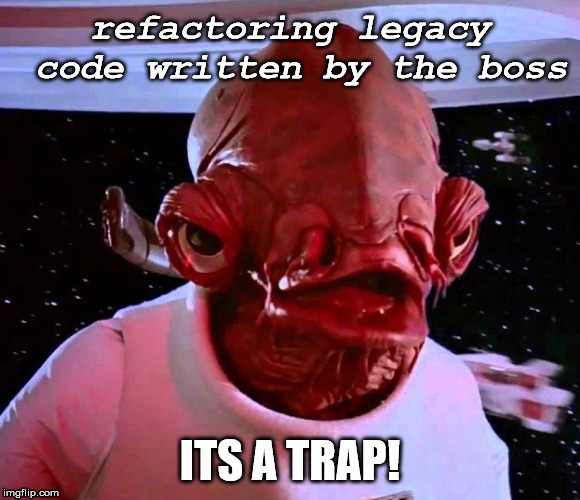 refactoring legacy
code written by the boss
ITS A TRAP!
imgflip.com